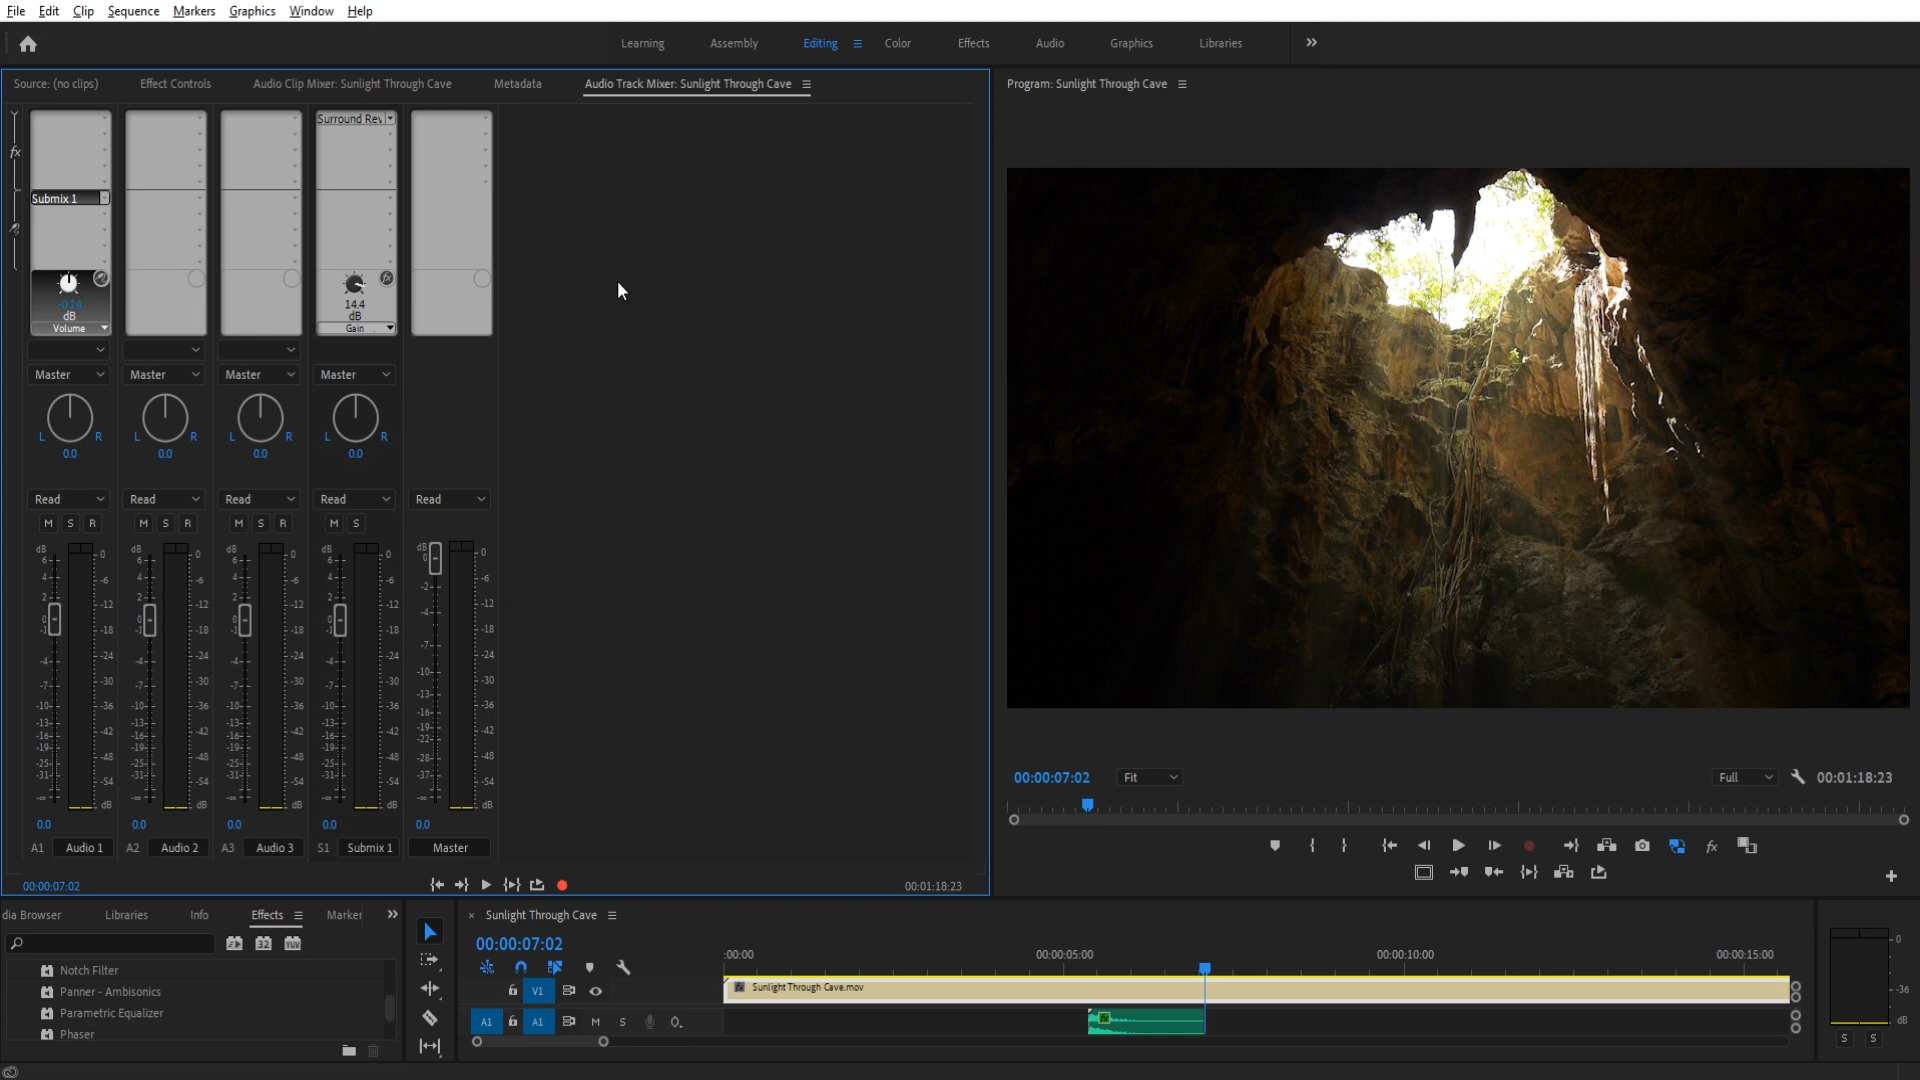 File Edit Clip Sequence Markers Graphics Window Help
Learning Assembly Editing Color Effects Audio Graphics Libraries
Source: (no clips) Effect Controls Audio Clip Mixer: Sunlight Through Cave Metadata Audio Track Mixer: Sunlight Through Cave
Program: Sunlight Through Cave
Surround Rev
fx
Submix 1
-0.14
dB
Volume
14.4
dB
Gain
Master Master Master Master
L R L R L R L R
0.0 0.0 0.0 0.0
Read Read Read Read Read
M S R M S R M S R M S
dB dB dB dB dB
6 4 2 0 -1 -4 -7 -10 -13 -16 -19 -25 -31 -∞
0 -6 -12 -18 -24 -30 -36 -42 -48 -54 dB
6 4 2 0 -1 -4 -7 -10 -13 -16 -19 -25 -31 -∞
0 -6 -12 -18 -24 -30 -36 -42 -48 -54 dB
6 4 2 0 -1 -4 -7 -10 -13 -16 -19 -25 -31 -∞
0 -6 -12 -18 -24 -30 -36 -42 -48 -54 dB
6 4 2 0 -1 -4 -7 -10 -13 -16 -19 -25 -31 -∞
0 -6 -12 -18 -24 -30 -36 -42 -48 -54 dB
0 -2 -4 -7 -10 -13 -16 -19 -22 -28 -37 -∞
0 -6 -12 -18 -24 -30 -36 -42 -48 -54 dB
0.0 0.0 0.0 0.0 0.0
A1 Audio 1 A2 Audio 2 A3 Audio 3 S1 Submix 1 Master
00:00:07:02 00:01:18:23
00:00:07:02 Fit Full 00:01:18:23
fx
dia Browser Libraries Info Effects Marker
32 YUV
Notch Filter
Panner - Ambisonics
Parametric Equalizer
Phaser
Sunlight Through Cave
00:00:07:02
:00:00 00:00:05:00 00:00:10:00 00:00:15:00
V1
fx Sunlight Through Cave.mov
A1 A1 M S
0
-36
dB
S S